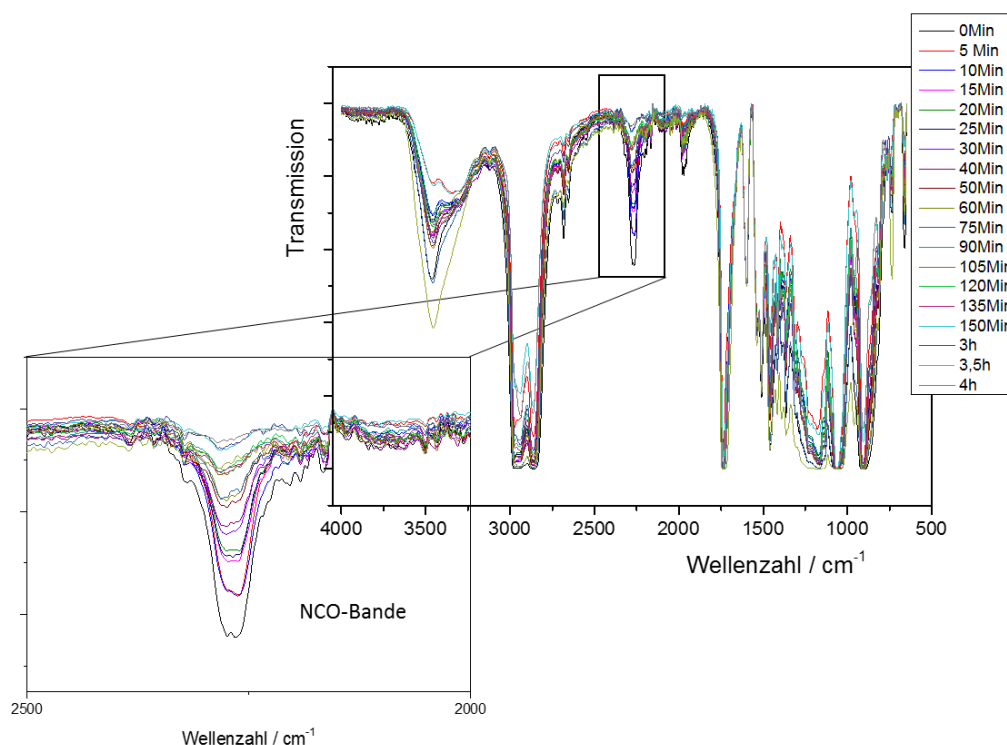 0Min
5 Min
10Min
15Min
20Min
25Min
30Min
40Min
50Min
60Min
75Min
90Min
105Min
120Min
135Min
150Min
3h
3,5h
4h
Transmission
4000 3500 3000 2500 2000 1500 1000 500
Wellenzahl / cm⁻¹
NCO-Bande
2500 2000
Wellenzahl / cm⁻¹